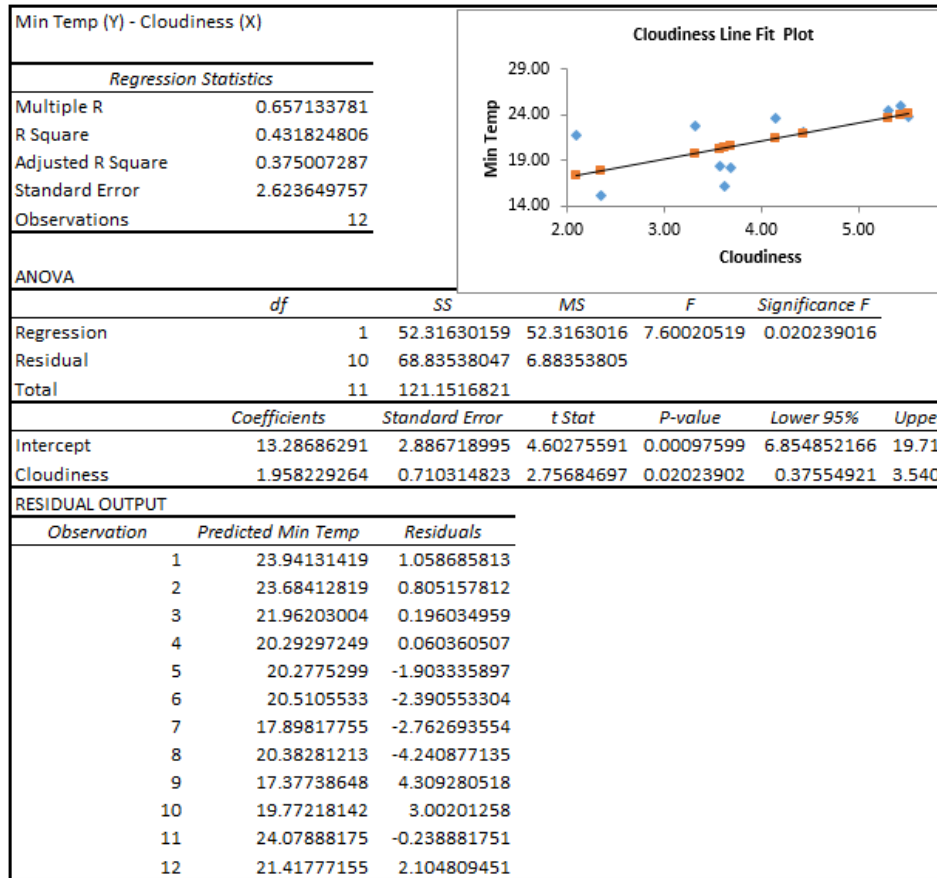 Min Temp (Y) - Cloudiness (X)
Regression Statistics
Multiple R 0.657133781
R Square 0.431824806
Adjusted R Square 0.375007287
Standard Error 2.623649757
Observations 12
Cloudiness Line Fit Plot
29.00
24.00
19.00
14.00
Min Temp
2.00 3.00 4.00 5.00
Cloudiness
ANOVA
df SS MS F Significance F
Regression 1 52.31630159 52.3163016 7.60020519 0.020239016
Residual 10 68.83538047 6.88353805
Total 11 121.1516821
Coefficients Standard Error t Stat P-value Lower 95% Uppe
Intercept 13.28686291 2.886718995 4.60275591 0.00097599 6.854852166 19.71
Cloudiness 1.958229264 0.710314823 2.75684697 0.02023902 0.37554921 3.540
RESIDUAL OUTPUT
Observation Predicted Min Temp Residuals
1 23.94131419 1.058685813
2 23.68412819 0.805157812
3 21.96203004 0.196034959
4 20.29297249 0.060360507
5 20.2775299 -1.903335897
6 20.5105533 -2.390553304
7 17.89817755 -2.762693554
8 20.38281213 -4.240877135
9 17.37738648 4.309280518
10 19.77218142 3.00201258
11 24.07888175 -0.238881751
12 21.41777155 2.104809451